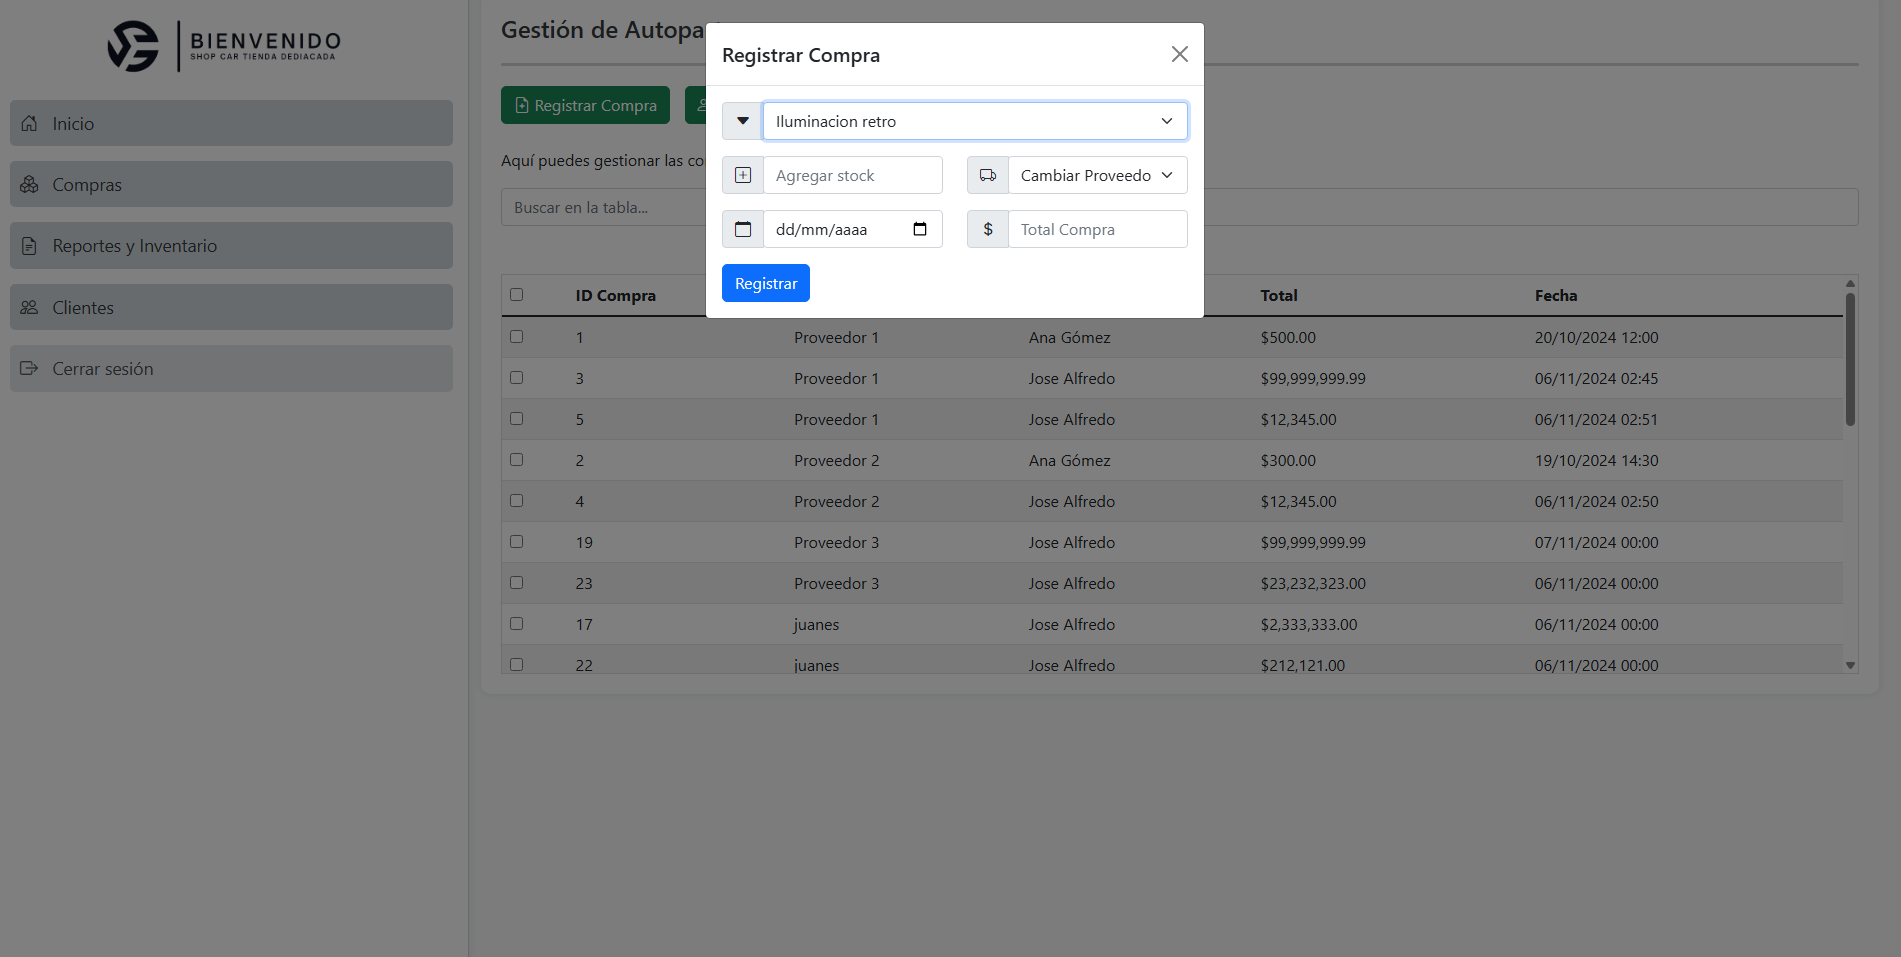 BIENVENIDO
SHOP CAR TIENDA DEDIACADA
Inicio
Compras
Reportes y Inventario
Clientes
Cerrar sesión
Gestión de Autopa
Registrar Compra
Aquí puedes gestionar las co
Buscar en la tabla...
Registrar Compra
Iluminacion retro
Agregar stock
Cambiar Proveedo
dd/mm/aaaa
$ Total Compra
Registrar
ID Compra Total Fecha
1 Proveedor 1 Ana Gómez $500.00 20/10/2024 12:00
3 Proveedor 1 Jose Alfredo $99,999,999.99 06/11/2024 02:45
5 Proveedor 1 Jose Alfredo $12,345.00 06/11/2024 02:51
2 Proveedor 2 Ana Gómez $300.00 19/10/2024 14:30
4 Proveedor 2 Jose Alfredo $12,345.00 06/11/2024 02:50
19 Proveedor 3 Jose Alfredo $99,999,999.99 07/11/2024 00:00
23 Proveedor 3 Jose Alfredo $23,232,323.00 06/11/2024 00:00
17 juanes Jose Alfredo $2,333,333.00 06/11/2024 00:00
22 juanes Jose Alfredo $212,121.00 06/11/2024 00:00